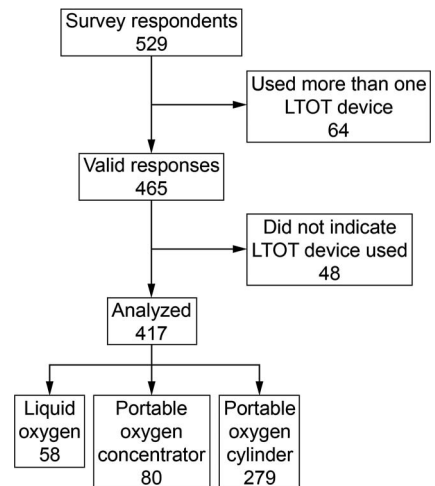 Survey respondents
529
Used more than one
LTOT device
64
Valid responses
465
Did not indicate
LTOT device used
48
Analyzed
417
Liquid
oxygen
58
Portable
oxygen
concentrator
80
Portable
oxygen
cylinder
279